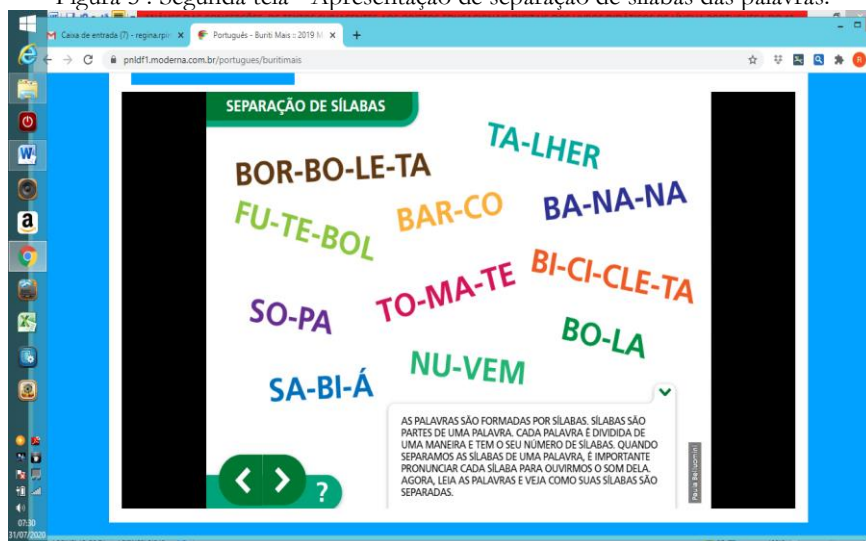 Figura 5 : Segunda tela - Apresentação de separação de sílabas das palavras.
Caixa de entrada (7) - regina.rpi
Português - Buriti Mais :: 2019
pnldf1.moderna.com.br/portugues/buritimais
SEPARAÇÃO DE SÍLABAS
TA-LHER
BOR-BO-LE-TA
FU-TE-BOL
BAR-CO
BA-NA-NA
SO-PA
TO-MA-TE
BI-CI-CLE-TA
BO-LA
SA-BI-Á
NU-VEM
AS PALAVRAS SÃO FORMADAS POR SÍLABAS. SÍLABAS SÃO
PARTES DE UMA PALAVRA. CADA PALAVRA É DIVIDIDA DE
UMA MANEIRA E TEM O SEU NÚMERO DE SÍLABAS. QUANDO
SEPARAMOS AS SÍLABAS DE UMA PALAVRA, É IMPORTANTE
PRONUNCIAR CADA SÍLABA PARA OUVIRMOS O SOM DELA.
AGORA, LEIA AS PALAVRAS E VEJA COMO SUAS SÍLABAS SÃO
SEPARADAS.
?
Paula Belluomini
07:30
31/07/2020